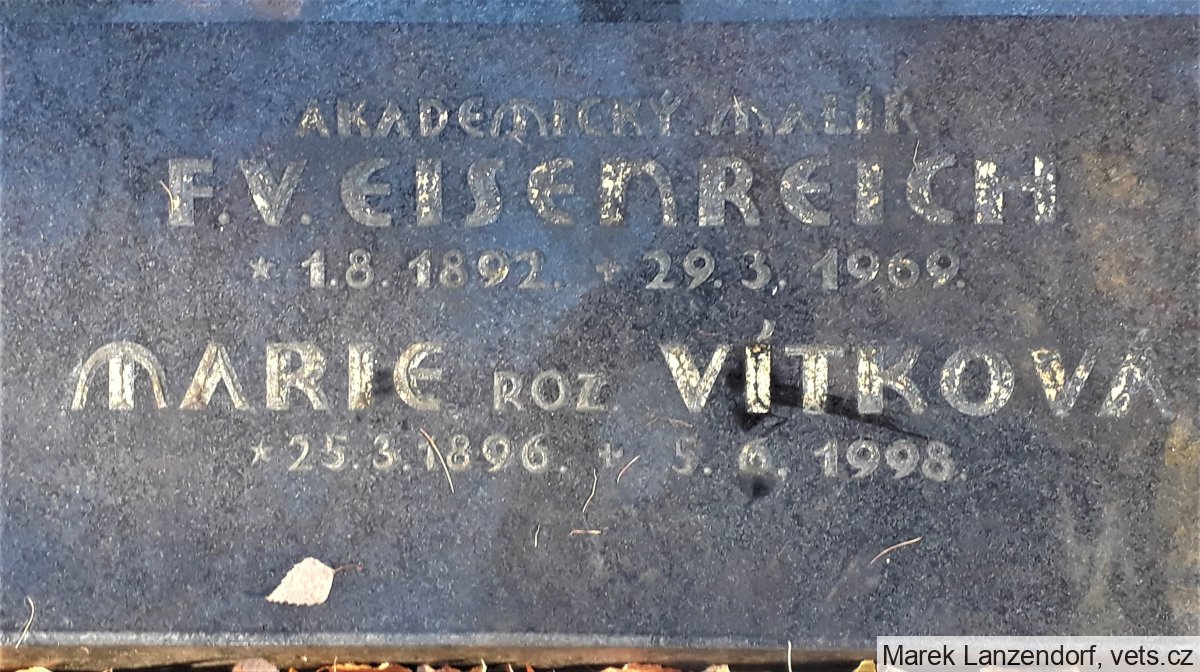 AKADEMICKÝ MALÍŘ
F. V. EISENREICH
* 1. 8. 1892. + 29. 3. 1969.
MARIE ROZ VÍTKOVÁ
* 25. 3. 1896. + 5. 6. 1998.
Marek Lanzendorf, vets.cz